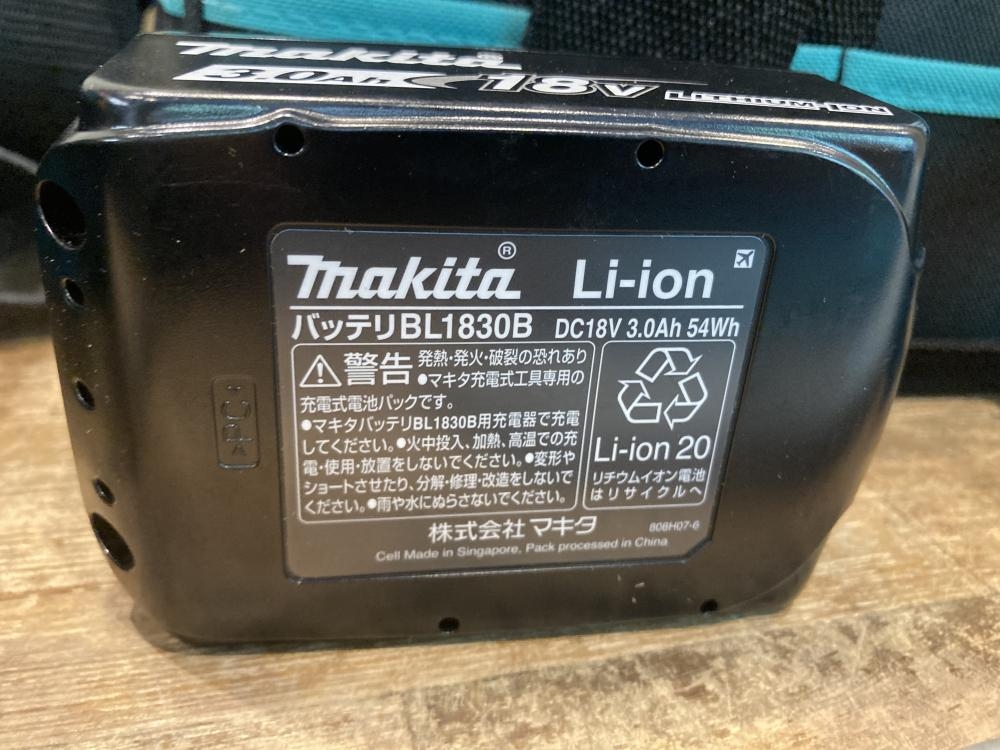 makita®
3.0Ah 18V Li-ion
makita® Li-ion
バッテリBL1830B DC18V 3.0Ah 54Wh
警告 発熱・発火・破裂の恐れあり
●マキタ充電式工具専用の
充電式電池パックです。
●マキタバッテリBL1830B用充電器で充電
してください。●火中投入、加熱、高温での充
電・使用・放置をしないでください。●変形や
ショートさせたり、分解・修理・改造をしないで
ください。●雨や水にぬらさないでください。
Li-ion 20
リチウムイオン電池
はリサイクルへ
株式会社 マキタ
808H07-6
Cell Made in Singapore, Pack processed in China